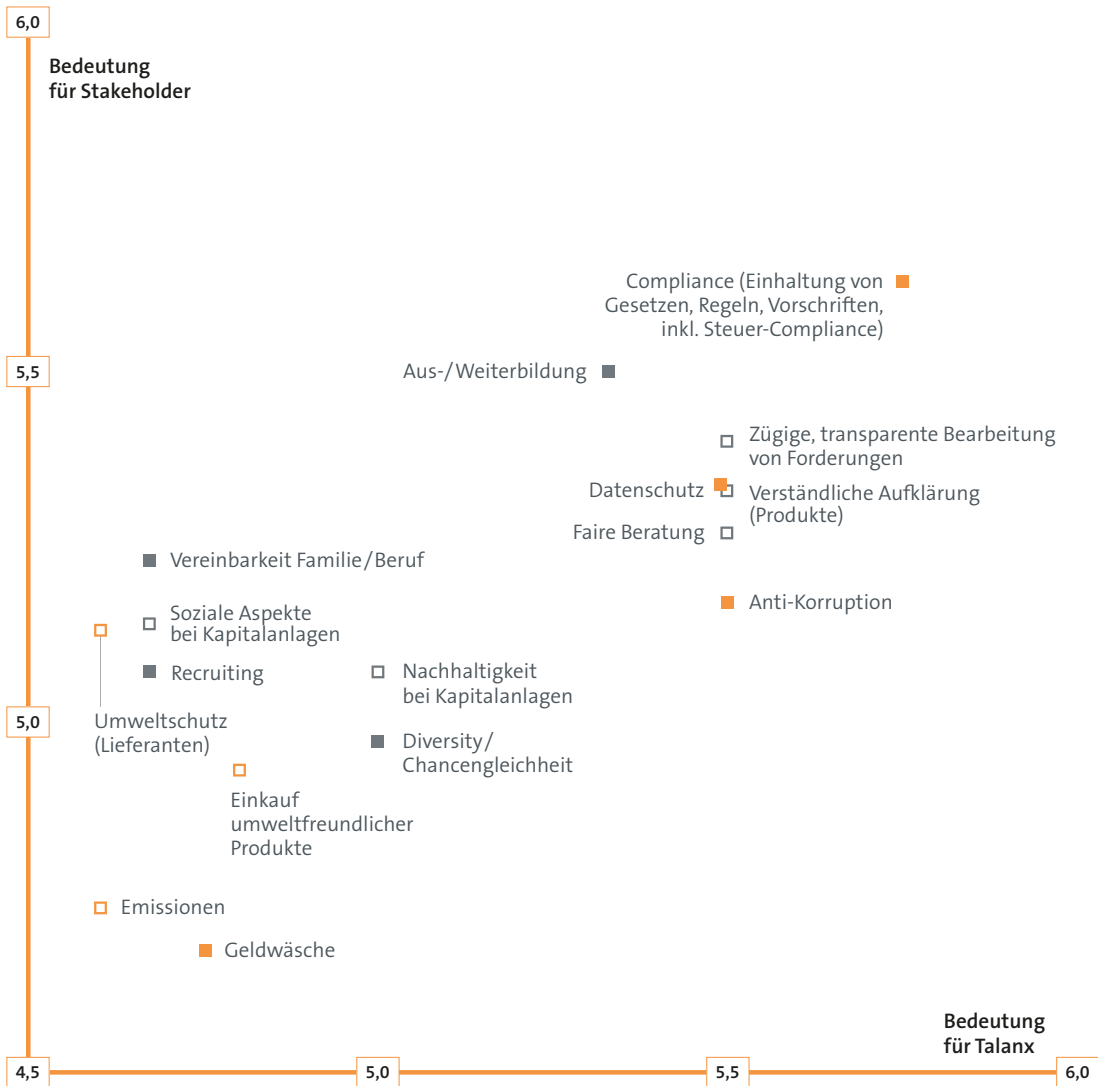 6,0
Bedeutung
für Stakeholder
Compliance (Einhaltung von
Gesetzen, Regeln, Vorschriften,
inkl. Steuer-Compliance)
5,5
Aus-/Weiterbildung
Zügige, transparente Bearbeitung
von Forderungen
Datenschutz
Verständliche Aufklärung
(Produkte)
Faire Beratung
Vereinbarkeit Familie/Beruf
Anti-Korruption
Soziale Aspekte
bei Kapitalanlagen
Recruiting
Nachhaltigkeit
bei Kapitalanlagen
5,0
Umweltschutz
(Lieferanten)
Diversity/
Chancengleichheit
Einkauf
umweltfreundlicher
Produkte
Emissionen
Geldwäsche
Bedeutung
für Talanx
4,5
5,0
5,5
6,0